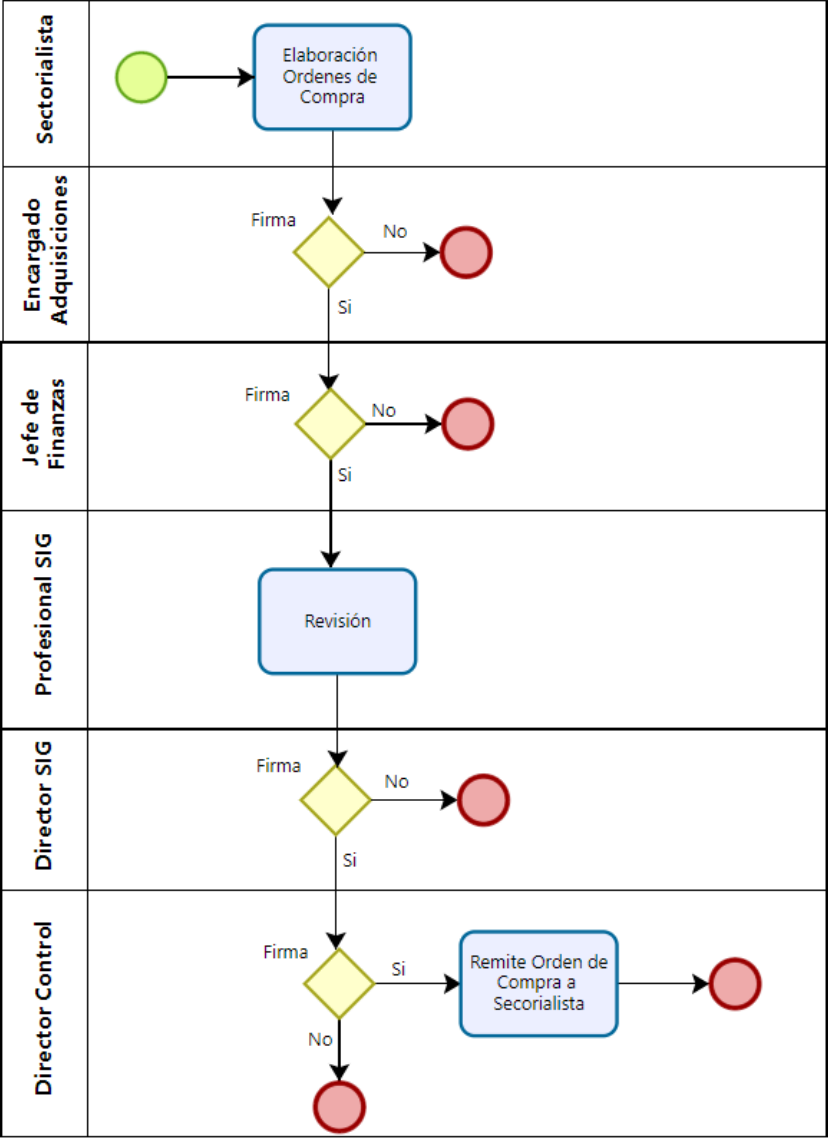 Sectorialista
Elaboración
Ordenes de
Compra
Encargado
Adquisiciones
Firma
No
Si
Jefe de
Finanzas
Firma
No
Si
Profesional SIG
Revisión
Director SIG
Firma
No
Si
Director Control
Firma
Si
Remite Orden de
Compra a
Secorialista
No